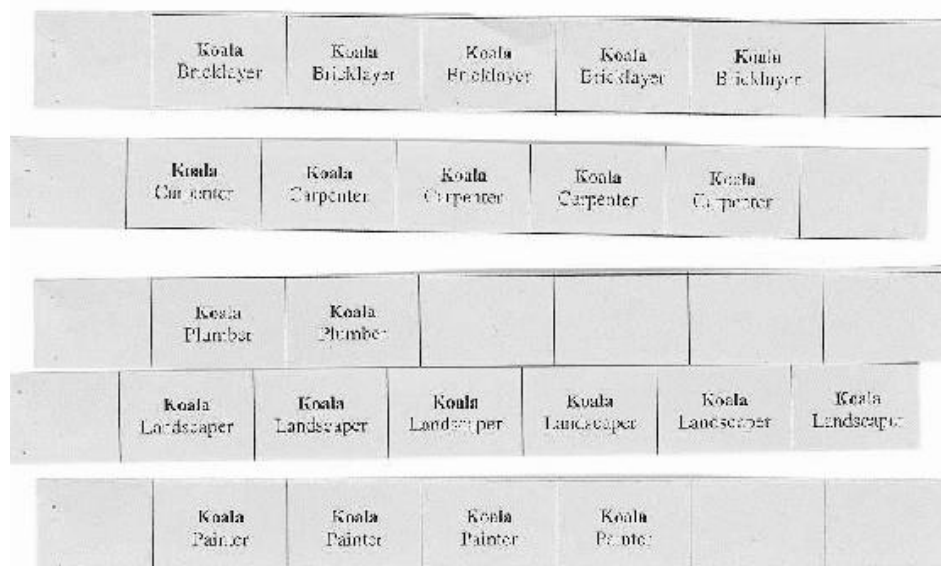 Koala Koala Koala Koala Koala
Bricklayer Bricklayer Bricklayer Bricklayer Bricklayer
Koala Koala Koala Koala Koala
Carpenter Carpenter Carpenter Carpenter Carpenter
Koala Koala
Plumber Plumber
Koala Koala Koala Koala Koala Koala
Landscaper Landscaper Landscaper Landscaper Landscaper Landscaper
Koala Koala Koala Koala
Painter Painter Painter Painter